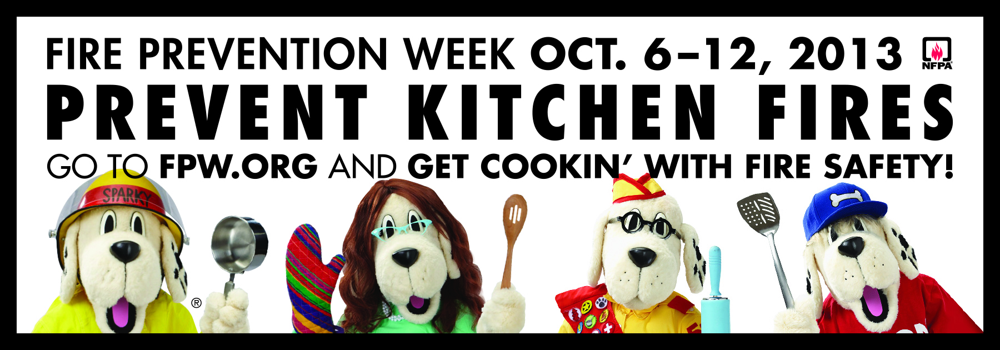 FIRE PREVENTION WEEK OCT. 6–12, 2013
NFPA®
PREVENT KITCHEN FIRES
GO TO FPW.ORG AND GET COOKIN’ WITH FIRE SAFETY!
SPARKY
®